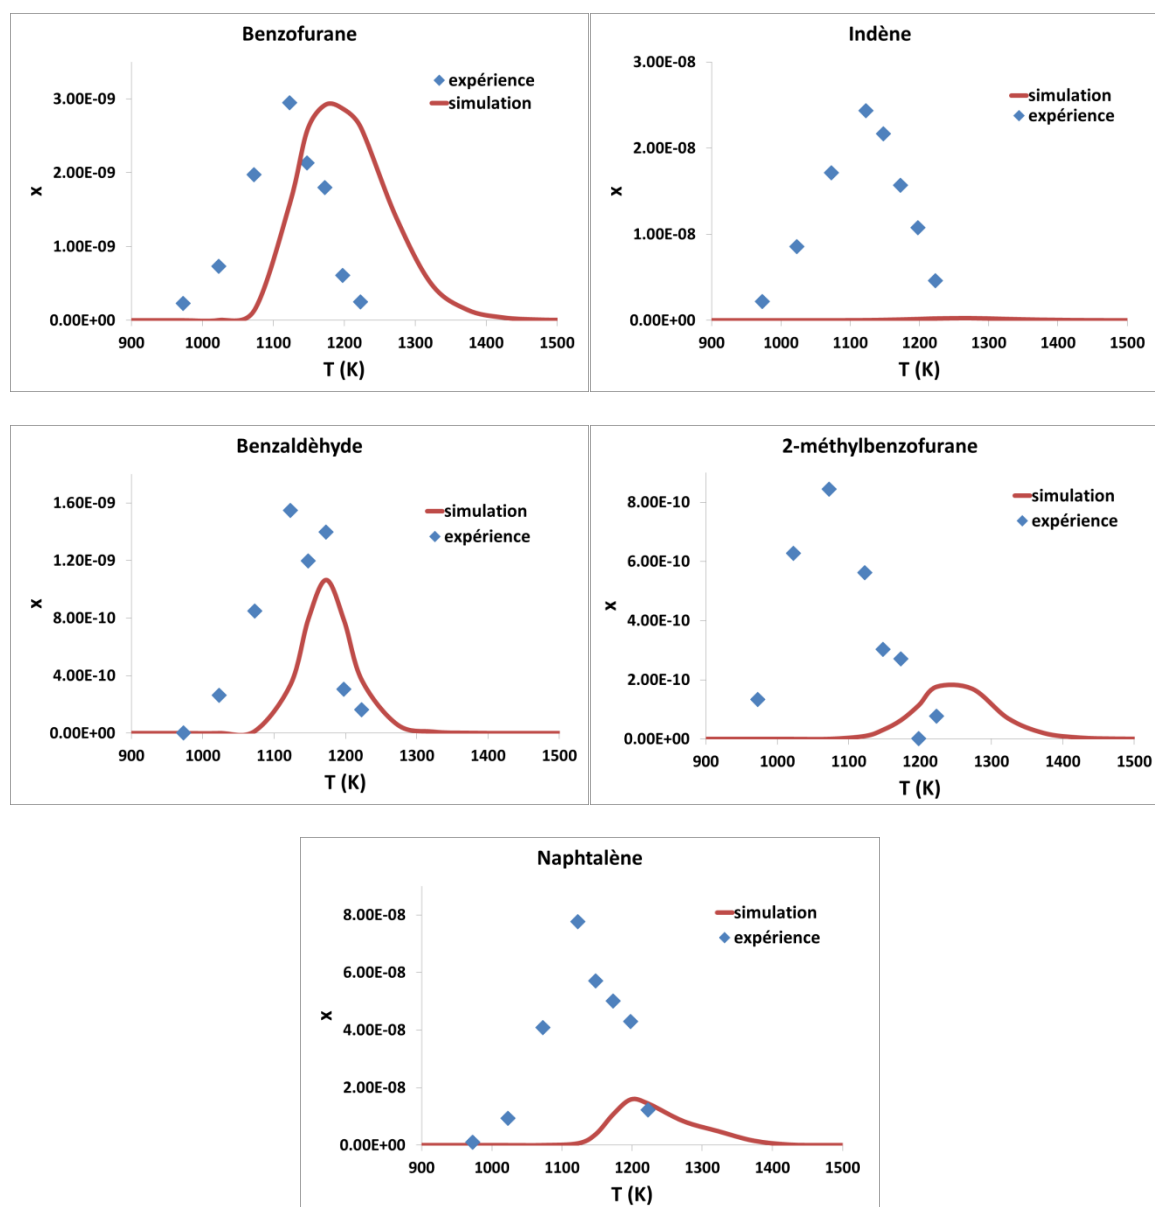 Benzofurane
expérience
simulation
3.00E-09
2.00E-09
1.00E-09
0.00E+00
x
900 1000 1100 1200 1300 1400 1500
T (K)
Indène
simulation
expérience
3.00E-08
2.00E-08
1.00E-08
0.00E+00
x
900 1000 1100 1200 1300 1400 1500
T (K)
Benzaldèhyde
simulation
expérience
1.60E-09
1.20E-09
8.00E-10
4.00E-10
0.00E+00
x
900 1000 1100 1200 1300 1400 1500
T (K)
2-méthylbenzofurane
simulation
expérience
8.00E-10
6.00E-10
4.00E-10
2.00E-10
0.00E+00
x
900 1000 1100 1200 1300 1400 1500
T (K)
Naphtalène
simulation
expérience
8.00E-08
6.00E-08
4.00E-08
2.00E-08
0.00E+00
x
900 1000 1100 1200 1300 1400 1500
T (K)